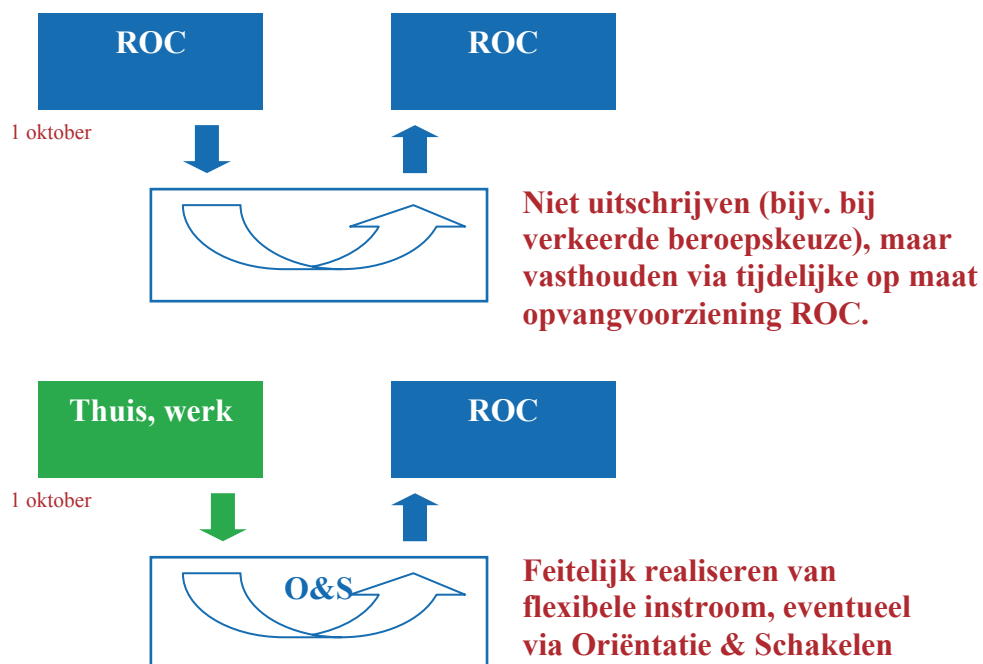 ROC
ROC
1 oktober
Niet uitschrijven (bijv. bij
verkeerde beroepskeuze), maar
vasthouden via tijdelijke op maat
opvangvoorziening ROC.
Thuis, werk
ROC
1 oktober
O&S
Feitelijk realiseren van
flexibele instroom, eventueel
via Oriëntatie & Schakelen